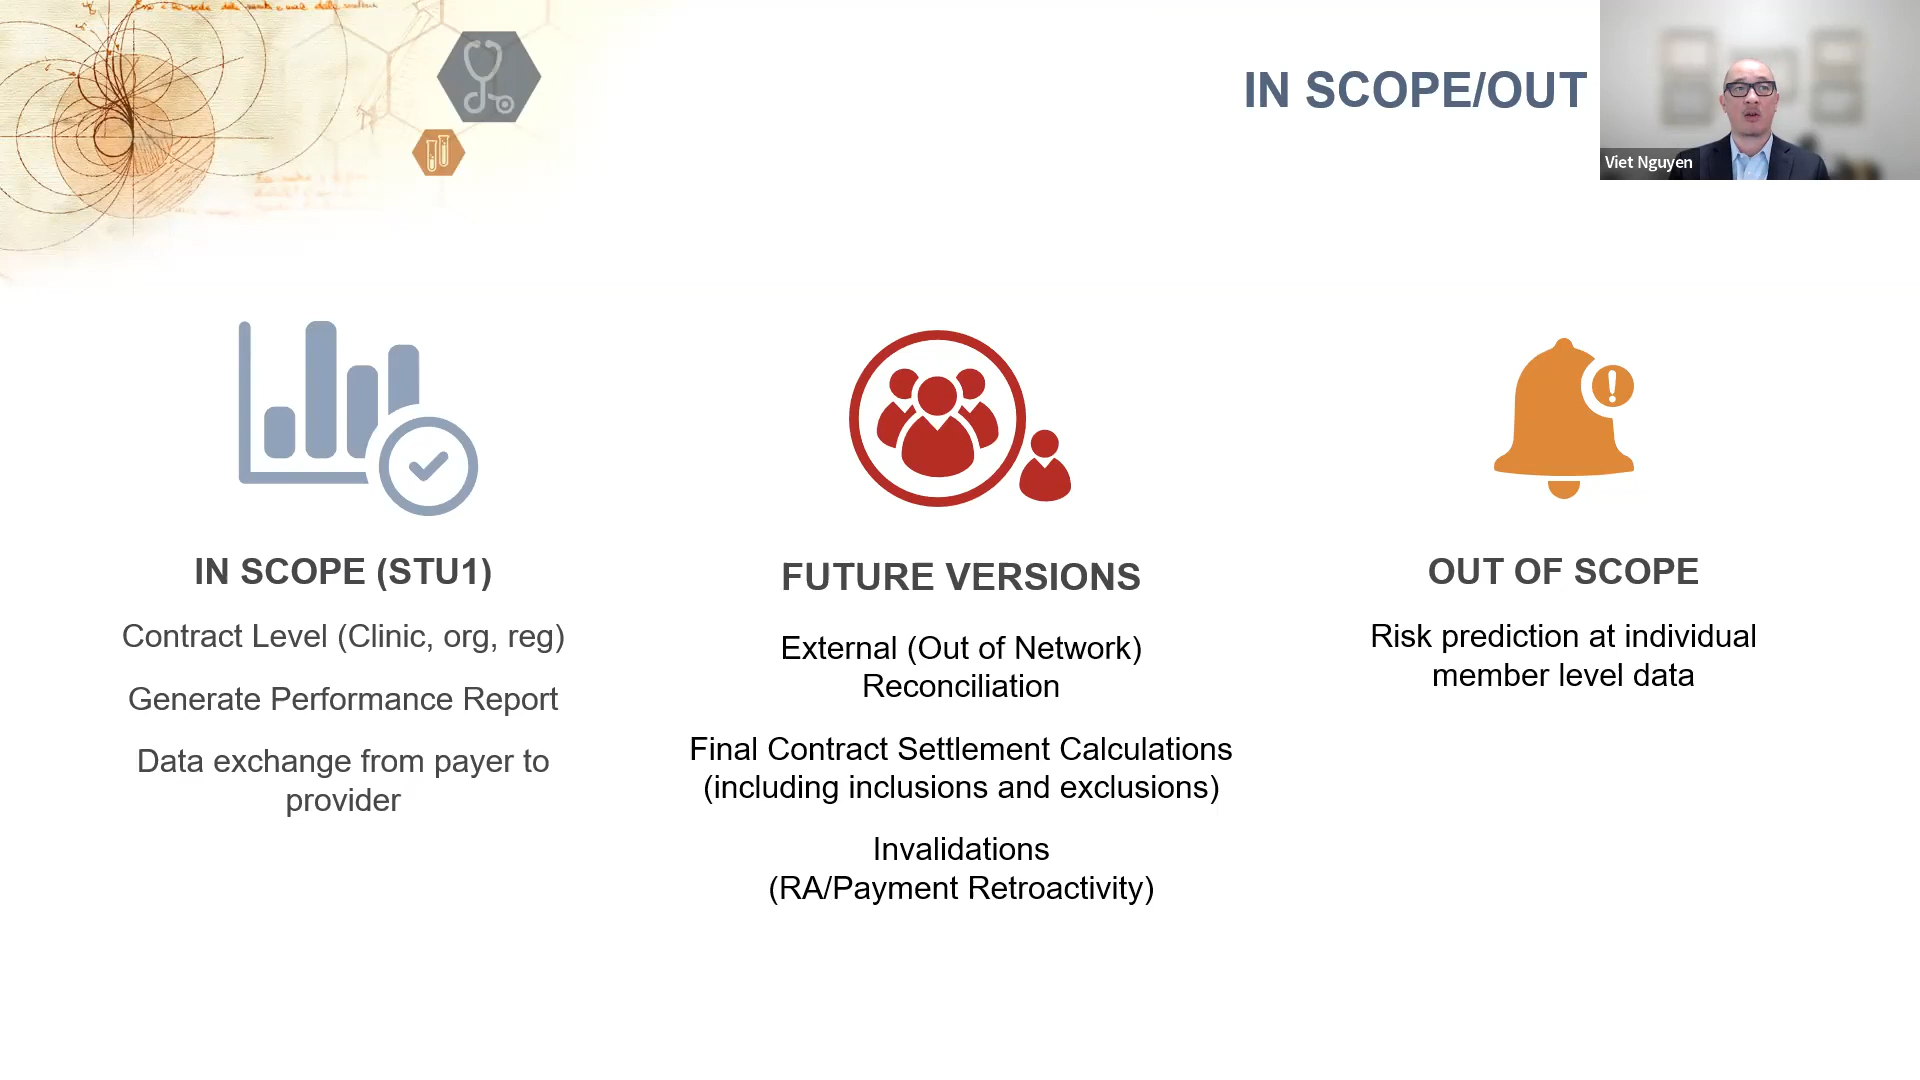 IN SCOPE/OUT
Viet Nguyen
IN SCOPE (STU1)
Contract Level (Clinic, org, reg)
Generate Performance Report
Data exchange from payer to
provider
FUTURE VERSIONS
External (Out of Network)
Reconciliation
Final Contract Settlement Calculations
(including inclusions and exclusions)
Invalidations
(RA/Payment Retroactivity)
OUT OF SCOPE
Risk prediction at individual
member level data